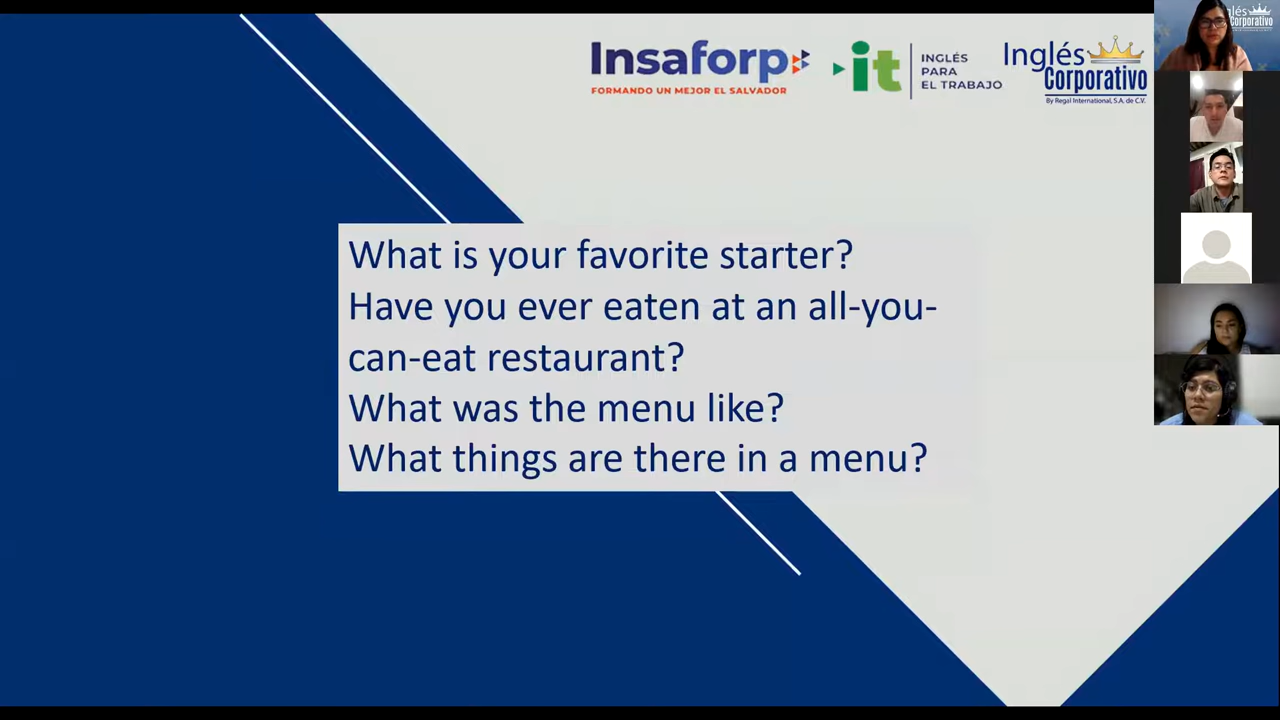 Insaforp
FORMANDO UN MEJOR EL SALVADOR
it
INGLÉS
PARA
EL TRABAJO
Inglés
Corporativo
By Regal International, S.A. de C.V.
glés
Corporativo
What is your favorite starter?
Have you ever eaten at an all-you-
can-eat restaurant?
What was the menu like?
What things are there in a menu?